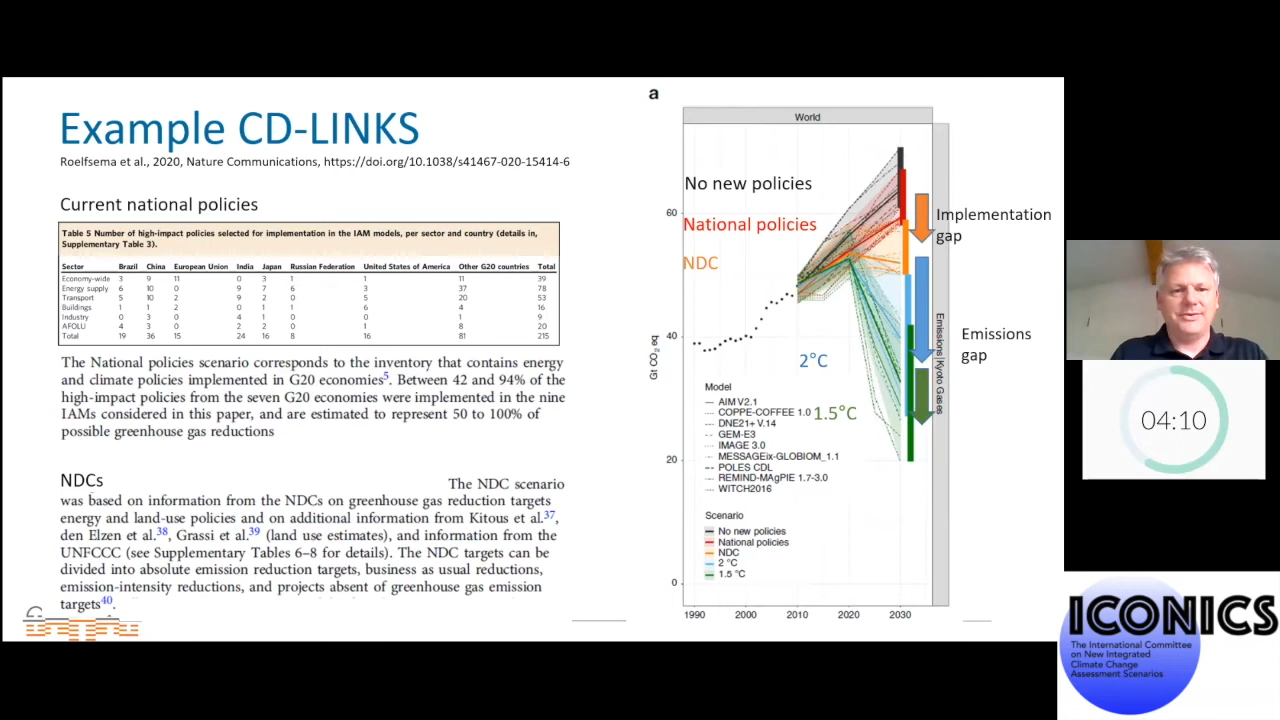 Example CD-LINKS
Roelfsema et al., 2020, Nature Communications, https://doi.org/10.1038/s41467-020-15414-6
Current national policies
Table 5 Number of high-impact policies selected for implementation in the IAM models, per sector and country (details in,
Supplementary Table 3).
Sector Brazil China European Union India Japan Russian Federation United States of America Other G20 countries Total
Economy-wide 3 9 11 0 3 1 1 11 39
Energy supply 6 10 0 9 7 6 3 37 78
Transport 5 10 2 9 2 0 5 20 53
Buildings 1 1 2 0 1 1 6 4 16
Industry 0 3 0 4 1 0 0 1 9
AFOLU 4 3 0 2 2 0 1 8 20
Total 19 36 15 24 16 8 16 81 215
The National policies scenario corresponds to the inventory that contains energy
and climate policies implemented in G20 economies5. Between 42 and 94% of the
high-impact policies from the seven G20 economies were implemented in the nine
IAMs considered in this paper, and are estimated to represent 50 to 100% of
possible greenhouse gas reductions
NDCs
The NDC scenario
was based on information from the NDCs on greenhouse gas reduction targets
energy and land-use policies and on additional information from Kitous et al.37,
den Elzen et al.38, Grassi et al.39 (land use estimates), and information from the
UNFCCC (see Supplementary Tables 6–8 for details). The NDC targets can be
divided into absolute emission reduction targets, business as usual reductions,
emission-intensity reductions, and projects absent of greenhouse gas emission
targets40.
a
World
No new policies
National policies
NDC
2°C
1.5°C
Implementation
gap
Emissions
gap
Emissions|Kyoto Gases
Gt CO2 eq
60
40
20
0
Model
AIM V2.1
COPPE-COFFEE 1.0
DNE21+ V.14
GEM-E3
IMAGE 3.0
MESSAGEix-GLOBIOM_1.1
POLES CDL
REMIND-MAgPIE 1.7-3.0
WITCH2016
Scenario
No new policies
National policies
NDC
2 °C
1.5 °C
1990 2000 2010 2020 2030
04:10
ICONICS
The International Committee
on New Integrated
Climate Change
Assessment Scenarios